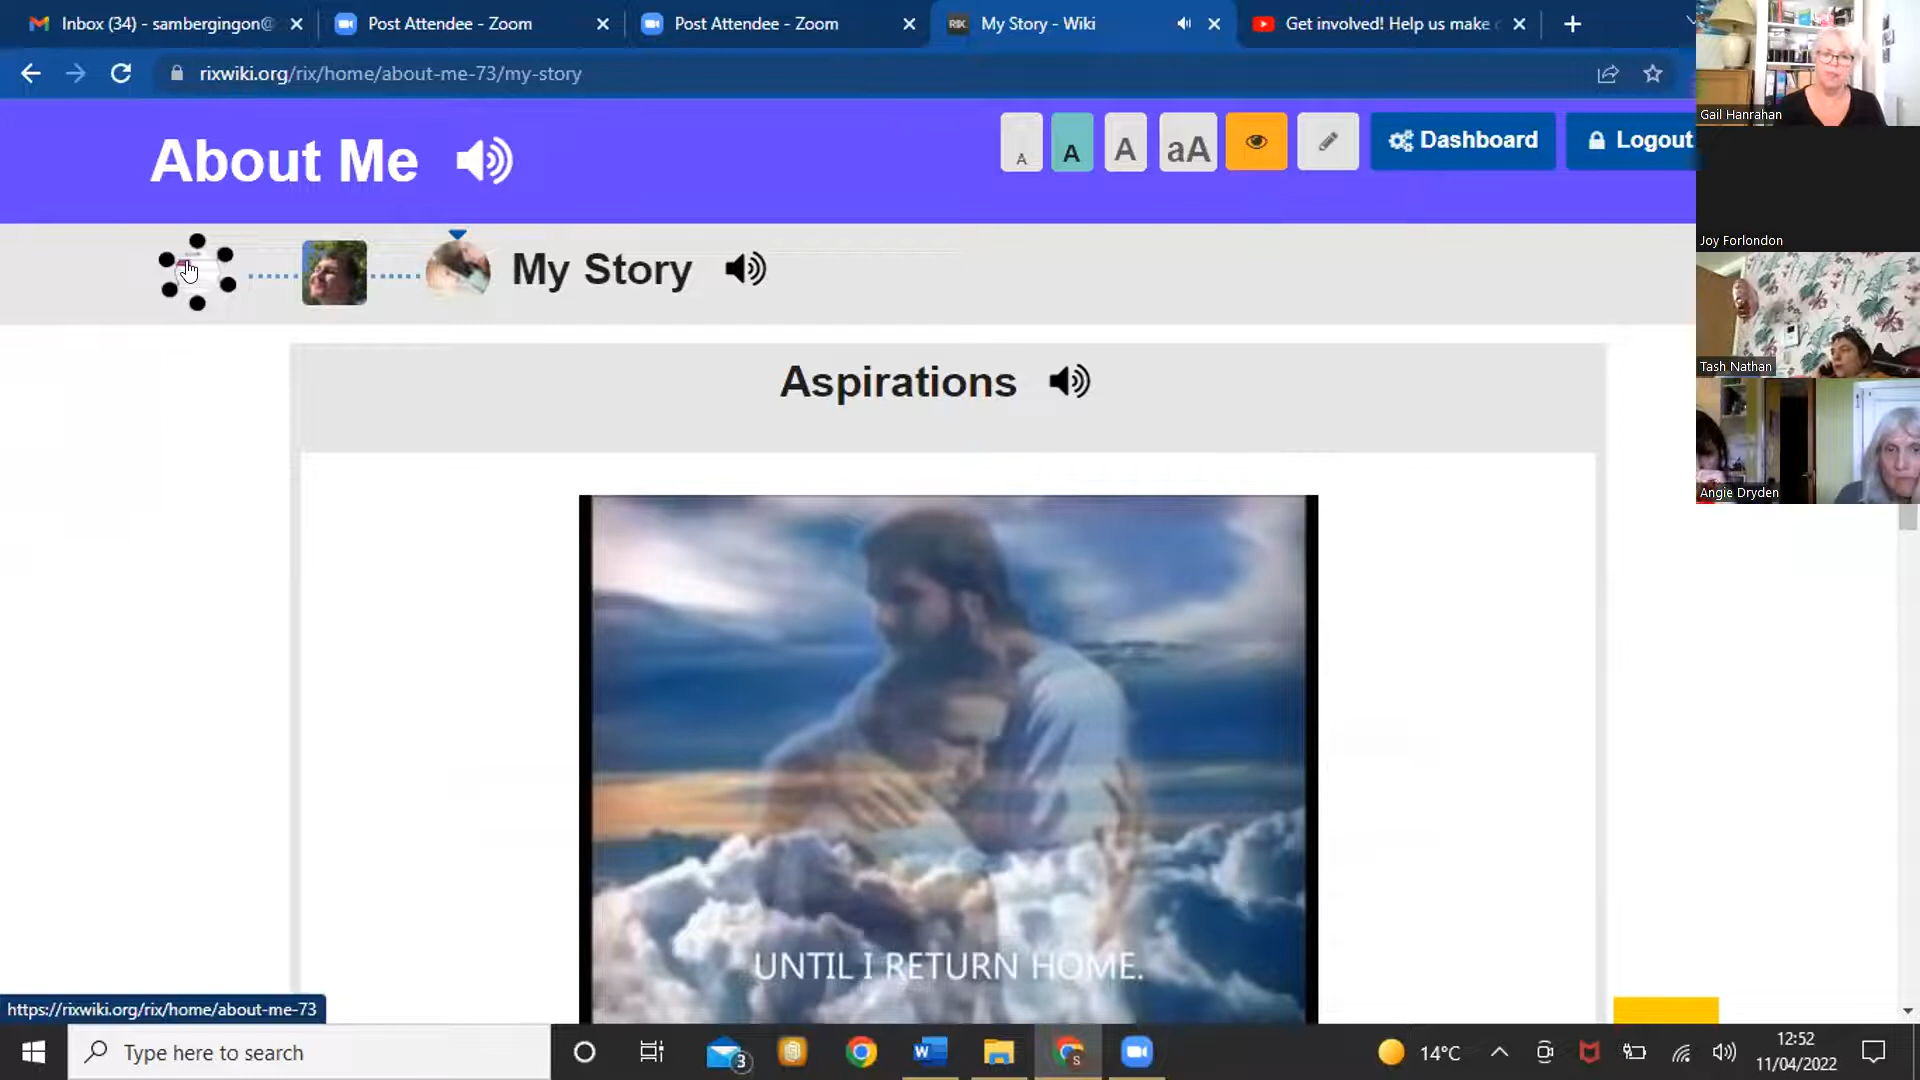 Inbox (34) - sambergingon@
Post Attendee - Zoom
Post Attendee - Zoom
RIX
My Story - Wiki
Get involved! Help us make
rixwiki.org/rix/home/about-me-73/my-story
Gail Hanrahan
About Me
A
A
A
aA
Dashboard
Logout
Joy Forlondon
My Story
Tash Nathan
Aspirations
Angie Dryden
UNTIL I RETURN HOME.
https://rixwiki.org/rix/home/about-me-73
Type here to search
3
W
S
14°C
12:52
11/04/2022